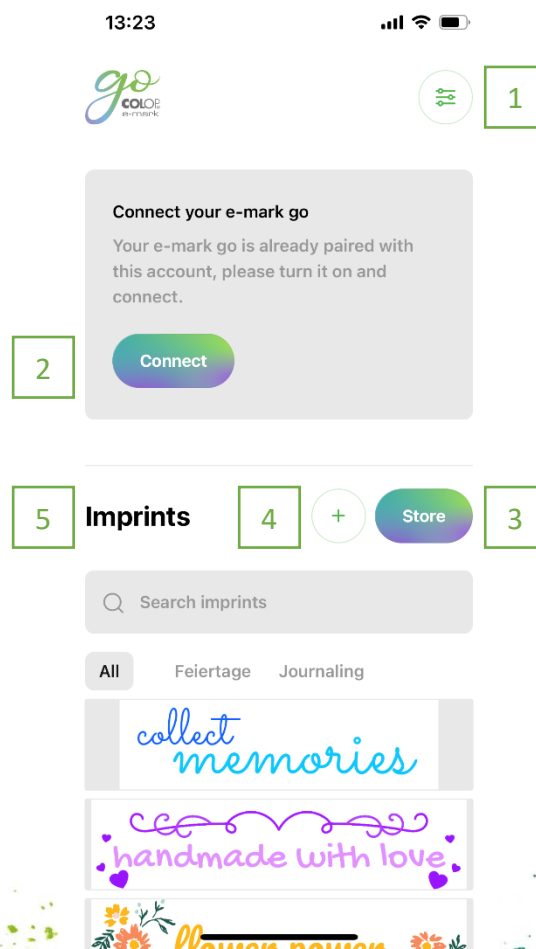 13:23
go
COLOP
e-mark
1
Connect your e-mark go
Your e-mark go is already paired with
this account, please turn it on and
connect.
2
Connect
5
Imprints
4
+
Store
3
Search imprints
All
Feiertage
Journaling
collect
memories
handmade with love
flower power